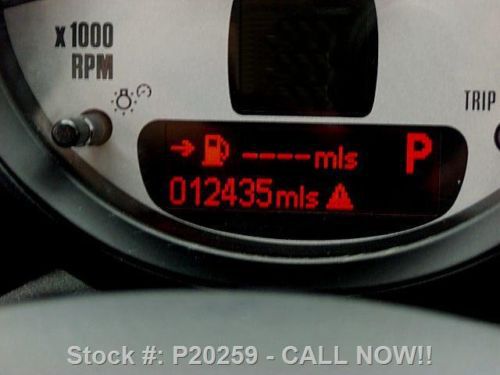 x 1000
RPM
TRIP
----mls
P
012435mls
Stock #: P20259 - CALL NOW!!